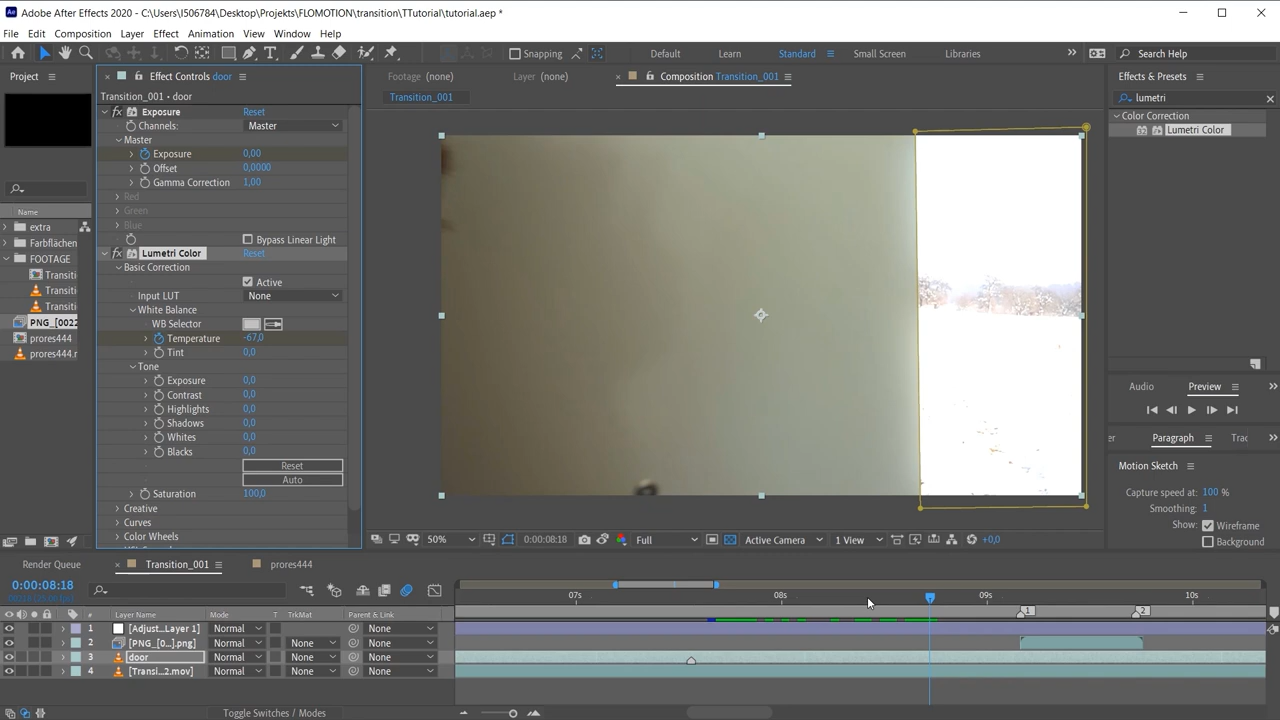 Adobe After Effects 2020 - C:\Users\I506784\Desktop\Projekts\FLOMOTION\transition\TTutorial\tutorial.aep *
File Edit Composition Layer Effect Animation View Window Help
Snapping Default Learn Standard Small Screen Libraries Search Help
Project
Effect Controls door
Footage (none) Layer (none) Composition Transition_001
Effects & Presets
Transition_001 • door
Transition_001
lumetri
Exposure Reset
Channels: Master
Master
Exposure 0,00
Offset 0,0000
Gamma Correction 1,00
Red
Green
Blue
Bypass Linear Light
Lumetri Color Reset
Basic Correction
Active
Input LUT None
White Balance
WB Selector
Temperature -67,0
Tint 0,0
Tone
Exposure 0,0
Contrast 0,0
Highlights 0,0
Shadows 0,0
Whites 0,0
Blacks 0,0
Reset
Auto
Saturation 100,0
Creative
Curves
Color Wheels
Name
extra
Farbflächen
FOOTAGE
Transiti
Transiti
Transiti
PNG_[002
prores444
prores444.r
Color Correction
Lumetri Color
Audio Preview
Paragraph Trac
Motion Sketch
Capture speed at: 100 %
Smoothing: 1
Show: Wireframe
Background
50% 0:00:08:18 Full Active Camera 1 View +0,0
Render Queue Transition_001 prores444
0:00:08:18
07s 08s 09s 10s
# Layer Name Mode T TrkMat Parent & Link
1 2
1 [Adjust...Layer 1] Normal None
2 [PNG_[0...].png] Normal None None
3 door Normal None None
4 [Transi...2.mov] Normal None None
Toggle Switches / Modes